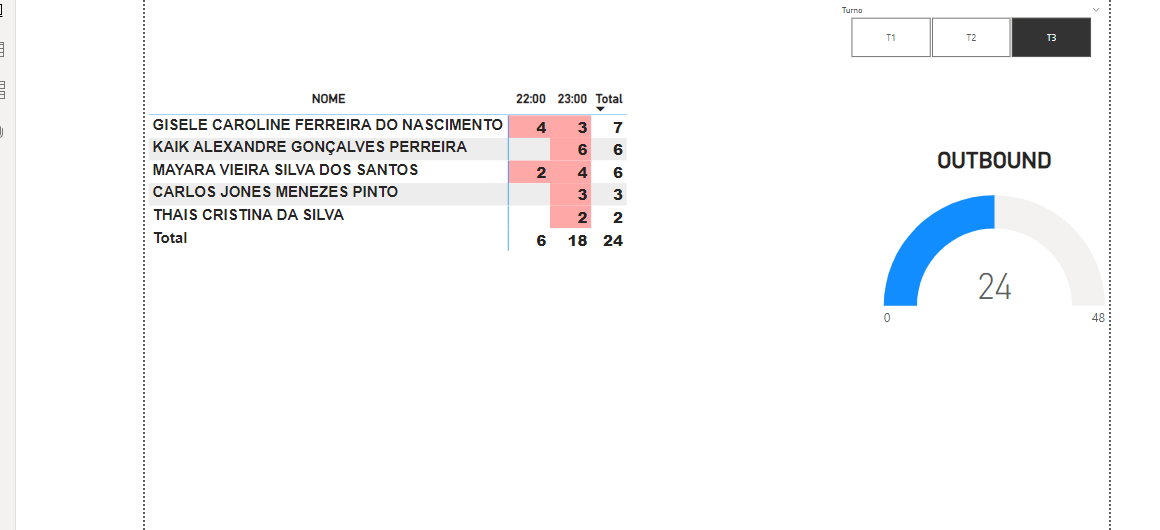 Turno
T1 T2 T3
NOME 22:00 23:00 Total
GISELE CAROLINE FERREIRA DO NASCIMENTO 4 3 7
KAIK ALEXANDRE GONÇALVES PERREIRA 6 6
MAYARA VIEIRA SILVA DOS SANTOS 2 4 6
CARLOS JONES MENEZES PINTO 3 3
THAIS CRISTINA DA SILVA 2 2
Total 6 18 24
OUTBOUND
24
0 48